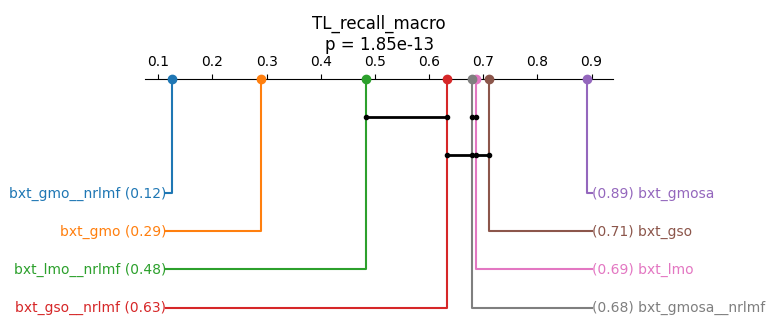 TL_recall_macro
p = 1.85e-13
0.1 0.2 0.3 0.4 0.5 0.6 0.7 0.8 0.9
bxt_gmo__nrlmf (0.12) (0.89) bxt_gmosa
bxt_gmo (0.29) (0.71) bxt_gso
bxt_lmo__nrlmf (0.48) (0.69) bxt_lmo
bxt_gso__nrlmf (0.63) (0.68) bxt_gmosa__nrlmf